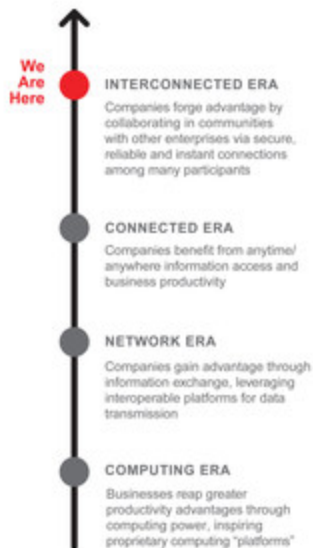 We
Are
Here
INTERCONNECTED ERA
Companies forge advantage by
collaborating in communities
with other enterprises via secure,
reliable and instant connections
among many participants
CONNECTED ERA
Companies benefit from anytime/
anywhere information access and
business productivity
NETWORK ERA
Companies gain advantage through
information exchange, leveraging
interoperable platforms for data
transmission
COMPUTING ERA
Businesses reap greater
productivity advantages through
computing power, inspiring
proprietary computing "platforms"